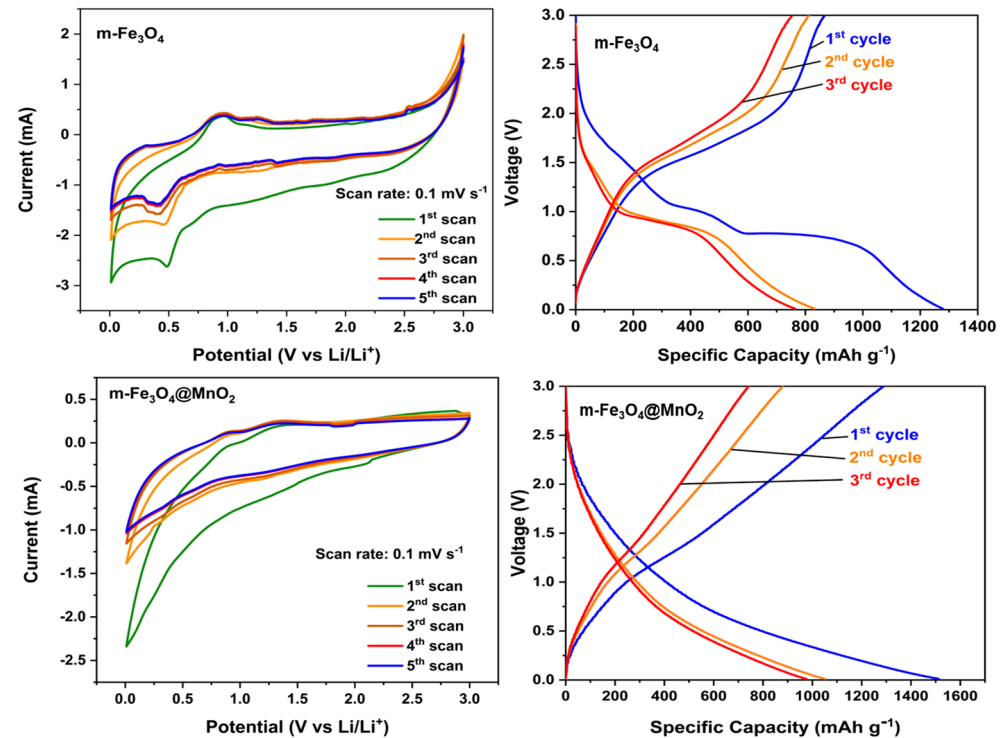 m-Fe₃O₄
2
1
0
-1
-2
-3
Current (mA)
Scan rate: 0.1 mV s⁻¹
1ˢᵗ scan
2ⁿᵈ scan
3ʳᵈ scan
4ᵗʰ scan
5ᵗʰ scan
0.0 0.5 1.0 1.5 2.0 2.5 3.0
Potential (V vs Li/Li⁺)
m-Fe₃O₄
3.0
2.5
2.0
1.5
1.0
0.5
0.0
Voltage (V)
1ˢᵗ cycle
2ⁿᵈ cycle
3ʳᵈ cycle
0 200 400 600 800 1000 1200 1400
Specific Capacity (mAh g⁻¹)
m-Fe₃O₄@MnO₂
0.5
0.0
-0.5
-1.0
-1.5
-2.0
-2.5
Current (mA)
Scan rate: 0.1 mV s⁻¹
1ˢᵗ scan
2ⁿᵈ scan
3ʳᵈ scan
4ᵗʰ scan
5ᵗʰ scan
0.0 0.5 1.0 1.5 2.0 2.5 3.0
Potential (V vs Li/Li⁺)
m-Fe₃O₄@MnO₂
3.0
2.5
2.0
1.5
1.0
0.5
0.0
Voltage (V)
1ˢᵗ cycle
2ⁿᵈ cycle
3ʳᵈ cycle
0 200 400 600 800 1000 1200 1400 1600
Specific Capacity (mAh g⁻¹)